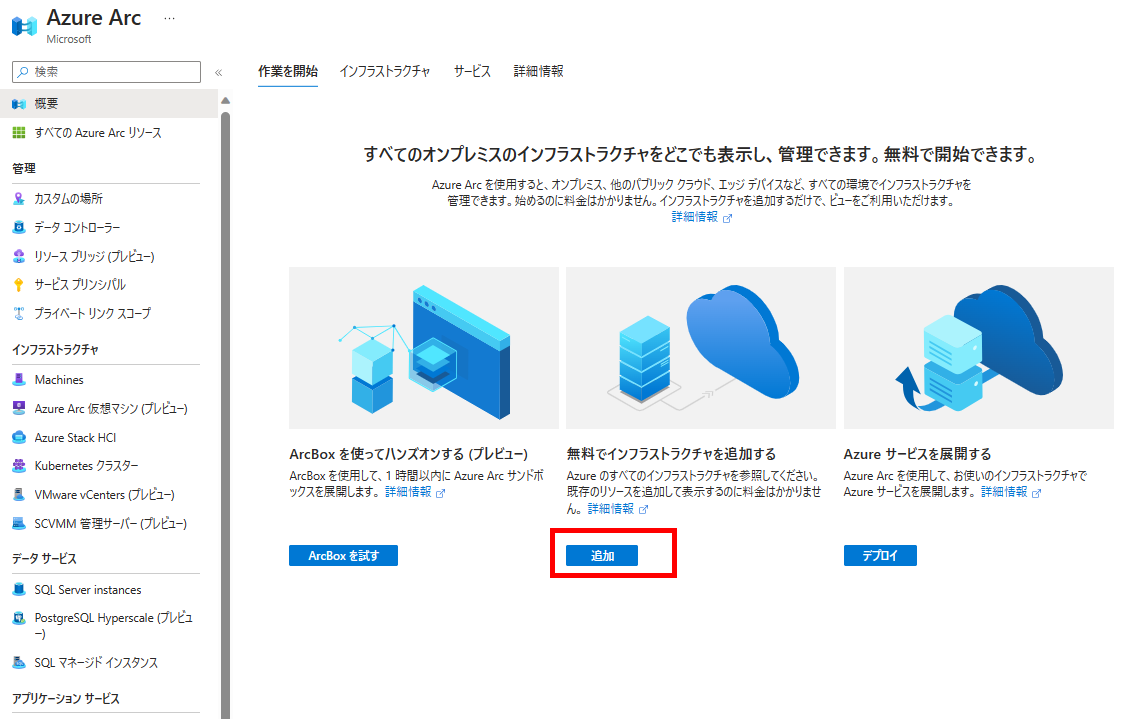 Azure Arc
...
Microsoft
検索
«
概要
すべての Azure Arc リソース
管理
カスタムの場所
データ コントローラー
リソース ブリッジ (プレビュー)
サービス プリンシパル
プライベート リンク スコープ
インフラストラクチャ
Machines
Azure Arc 仮想マシン (プレビュー)
Azure Stack HCI
Kubernetes クラスター
VMware vCenters (プレビュー)
SCVMM 管理サーバー (プレビュー)
データ サービス
SQL Server instances
PostgreSQL Hyperscale (プレビュ
ー)
SQL マネージド インスタンス
アプリケーション サービス
作業を開始 インフラストラクチャ サービス 詳細情報
すべてのオンプレミスのインフラストラクチャをどこでも表示し、管理できます。無料で開始できます。
Azure Arc を使用すると、オンプレミス、他のパブリック クラウド、エッジ デバイスなど、すべての環境でインフラストラクチャを
管理できます。始めるのに料金はかかりません。インフラストラクチャを追加するだけで、ビューをご利用いただけます。
詳細情報
ArcBox を使ってハンズオンする (プレビュー)
ArcBox を使用して、1 時間以内に Azure Arc サンドボ
ックスを展開します。 詳細情報
ArcBox を試す
無料でインフラストラクチャを追加する
Azure のすべてのインフラストラクチャを参照してください。
既存のリソースを追加して表示するのに料金はかかりませ
ん。 詳細情報
追加
Azure サービスを展開する
Azure Arc を使用して、お使いのインフラストラクチャで
Azure サービスを展開します。 詳細情報
デプロイ